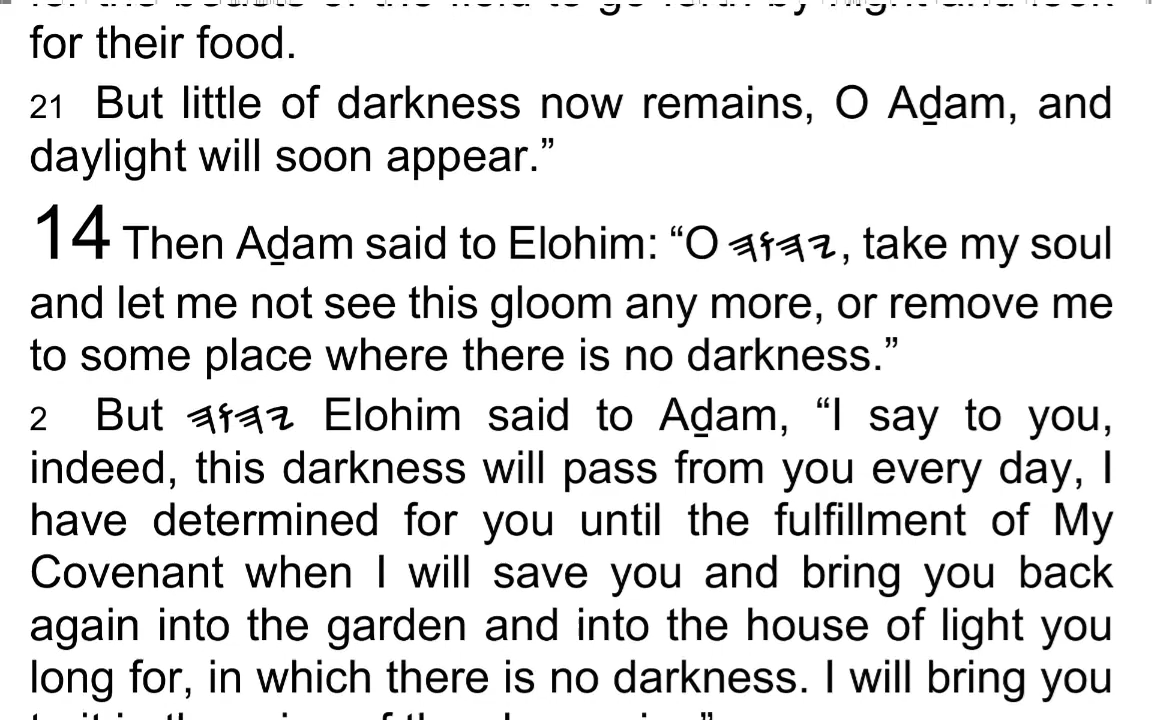 for their food.
21 But little of darkness now remains, O Aḏam, and
daylight will soon appear.”
14 Then Aḏam said to Elohim: “O 𐤉𐤄𐤅𐤄, take my soul
and let me not see this gloom any more, or remove me
to some place where there is no darkness.”
2 But 𐤉𐤄𐤅𐤄 Elohim said to Aḏam, “I say to you,
indeed, this darkness will pass from you every day, I
have determined for you until the fulfillment of My
Covenant when I will save you and bring you back
again into the garden and into the house of light you
long for, in which there is no darkness. I will bring you